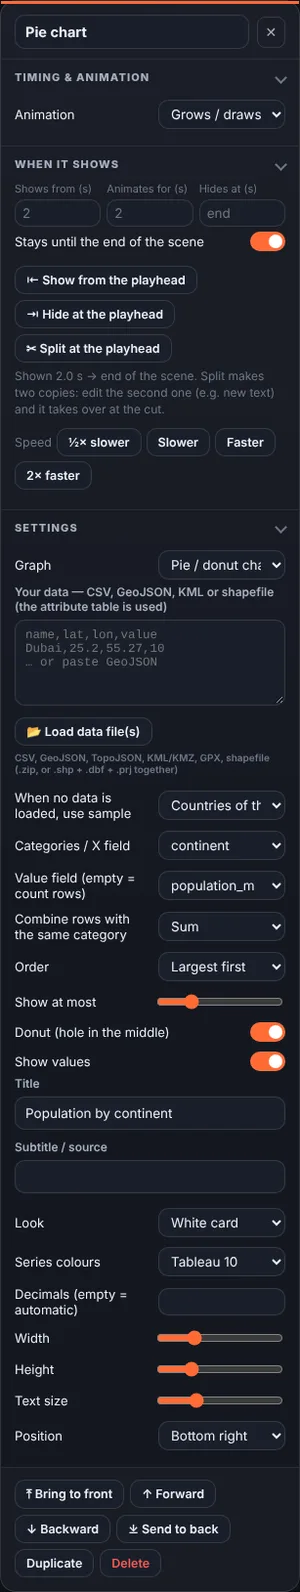 Pie chart
TIMING & ANIMATION
Animation
Grows / draws
WHEN IT SHOWS
Shows from (s) Animates for (s) Hides at (s)
2 2 end
Stays until the end of the scene
⇤ Show from the playhead
⇥ Hide at the playhead
✂ Split at the playhead
Shown 2.0 s → end of the scene. Split makes
two copies: edit the second one (e.g. new text)
and it takes over at the cut.
Speed ½× slower Slower Faster
2× faster
SETTINGS
Graph
Pie / donut cha
Your data — CSV, GeoJSON, KML or shapefile
(the attribute table is used)
name,lat,lon,value
Dubai,25.2,55.27,10
… or paste GeoJSON
📂 Load data file(s)
CSV, GeoJSON, TopoJSON, KML/KMZ, GPX, shapefile
(.zip, or .shp + .dbf + .prj together)
When no data is
loaded, use sample
Countries of th
Categories / X field
continent
Value field (empty =
count rows)
population_m
Combine rows with
the same category
Sum
Order
Largest first
Show at most
Donut (hole in the middle)
Show values
Title
Population by continent
Subtitle / source
Look
White card
Series colours
Tableau 10
Decimals (empty =
automatic)
Width
Height
Text size
Position
Bottom right
⤒ Bring to front ↑ Forward
↓ Backward ⤓ Send to back
Duplicate Delete